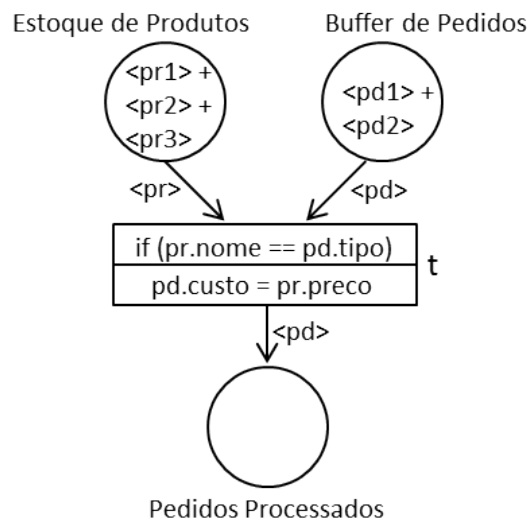 Estoque de Produtos
Buffer de Pedidos
<pr1> +
<pr2> +
<pr3>
<pd1> +
<pd2>
<pr>
<pd>
if (pr.nome == pd.tipo)
pd.custo = pr.preco
t
<pd>
Pedidos Processados